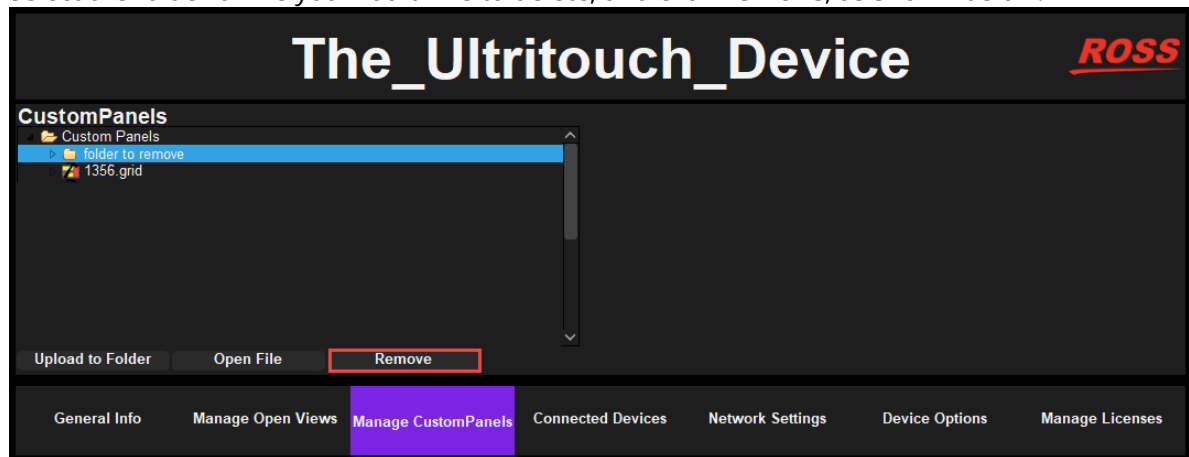 The_Ultritouch_Device
ROSS
CustomPanels
Custom Panels
folder to remove
1356.grid
Upload to Folder Open File Remove
General Info Manage Open Views Manage CustomPanels Connected Devices Network Settings Device Options Manage Licenses